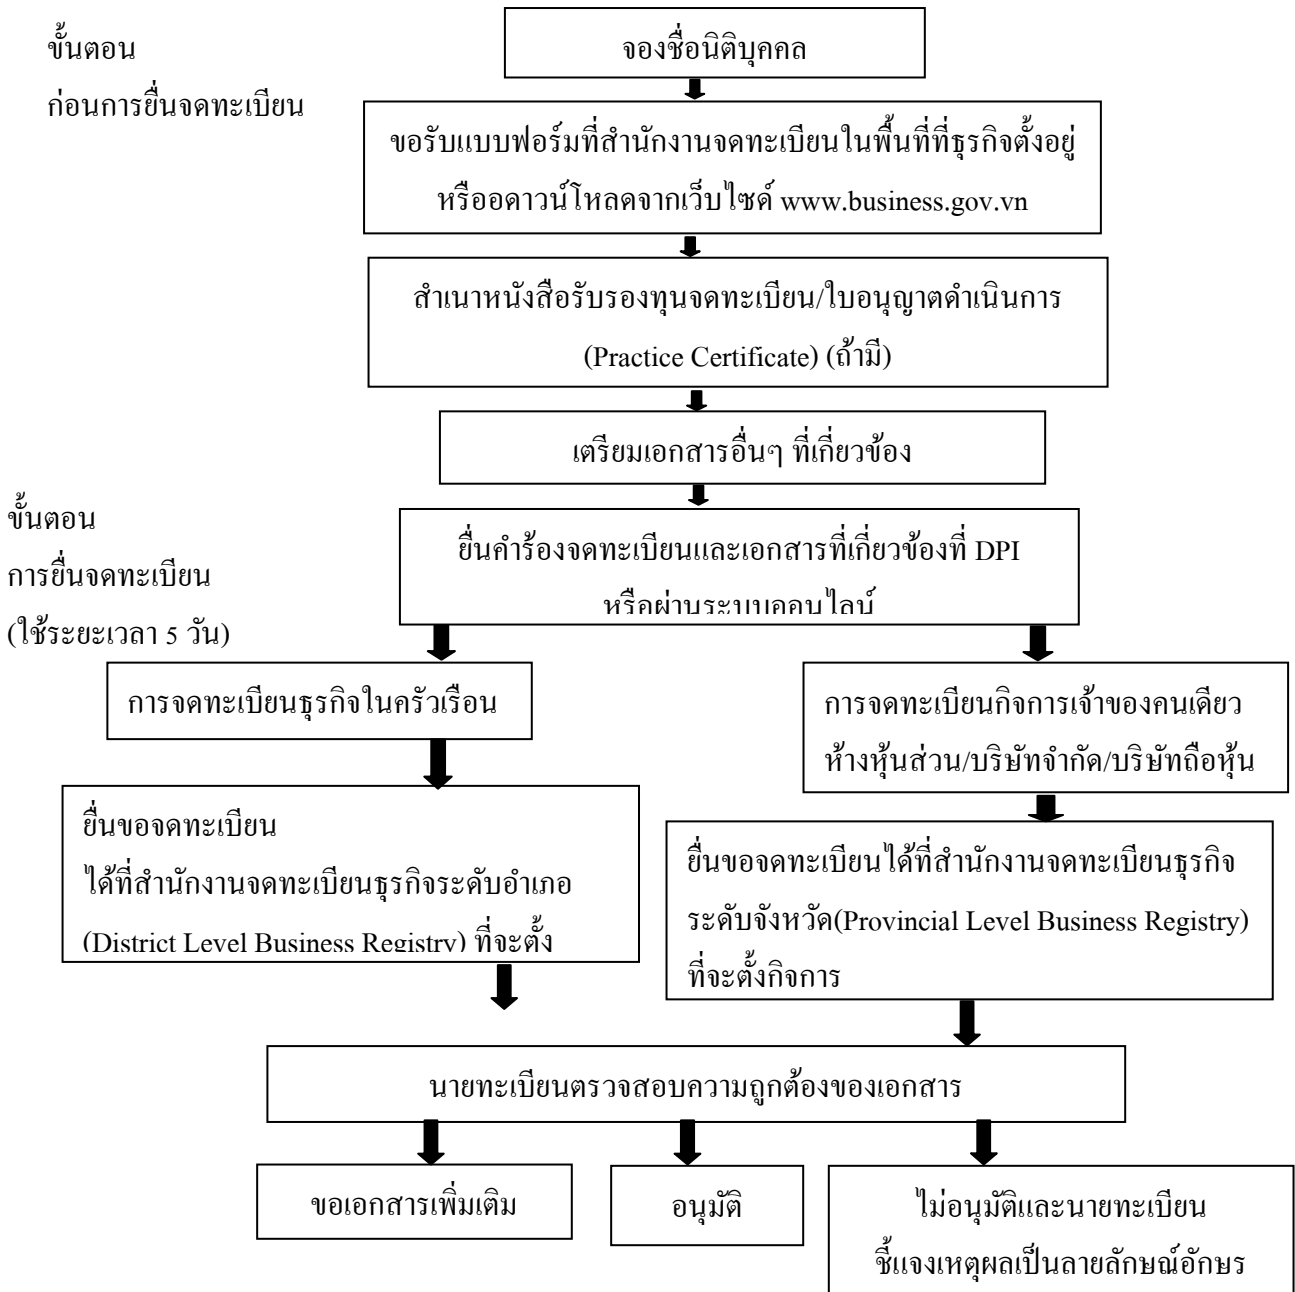 ขั้นตอน
ก่อนการยื่นจดทะเบียน
จองชื่อนิติบุคคล
ขอรับแบบฟอร์มที่สำนักงานจดทะเบียนในพื้นที่ที่ธุรกิจตั้งอยู่
หรืออดาวน์โหลดจากเว็บไซด์ www.business.gov.vn
สำเนาหนังสือรับรองทุนจดทะเบียน/ใบอนุญาตดำเนินการ
(Practice Certificate) (ถ้ามี)
เตรียมเอกสารอื่นๆ ที่เกี่ยวข้อง
ขั้นตอน
การยื่นจดทะเบียน
(ใช้ระยะเวลา 5 วัน)
ยื่นคำร้องจดทะเบียนและเอกสารที่เกี่ยวข้องที่ DPI
หรือผ่านระบบออนไลน์
การจดทะเบียนธุรกิจในครัวเรือน
การจดทะเบียนกิจการเจ้าของคนเดียว
ห้างหุ้นส่วน/บริษัทจำกัด/บริษัทถือหุ้น
ยื่นขอจดทะเบียน
ได้ที่สำนักงานจดทะเบียนธุรกิจระดับอำเภอ
(District Level Business Registry) ที่จะตั้ง
ยื่นขอจดทะเบียนได้ที่สำนักงานจดทะเบียนธุรกิจ
ระดับจังหวัด(Provincial Level Business Registry)
ที่จะตั้งกิจการ
นายทะเบียนตรวจสอบความถูกต้องของเอกสาร
ขอเอกสารเพิ่มเติม
อนุมัติ
ไม่อนุมัติและนายทะเบียน
ชี้แจงเหตุผลเป็นลายลักษณ์อักษร